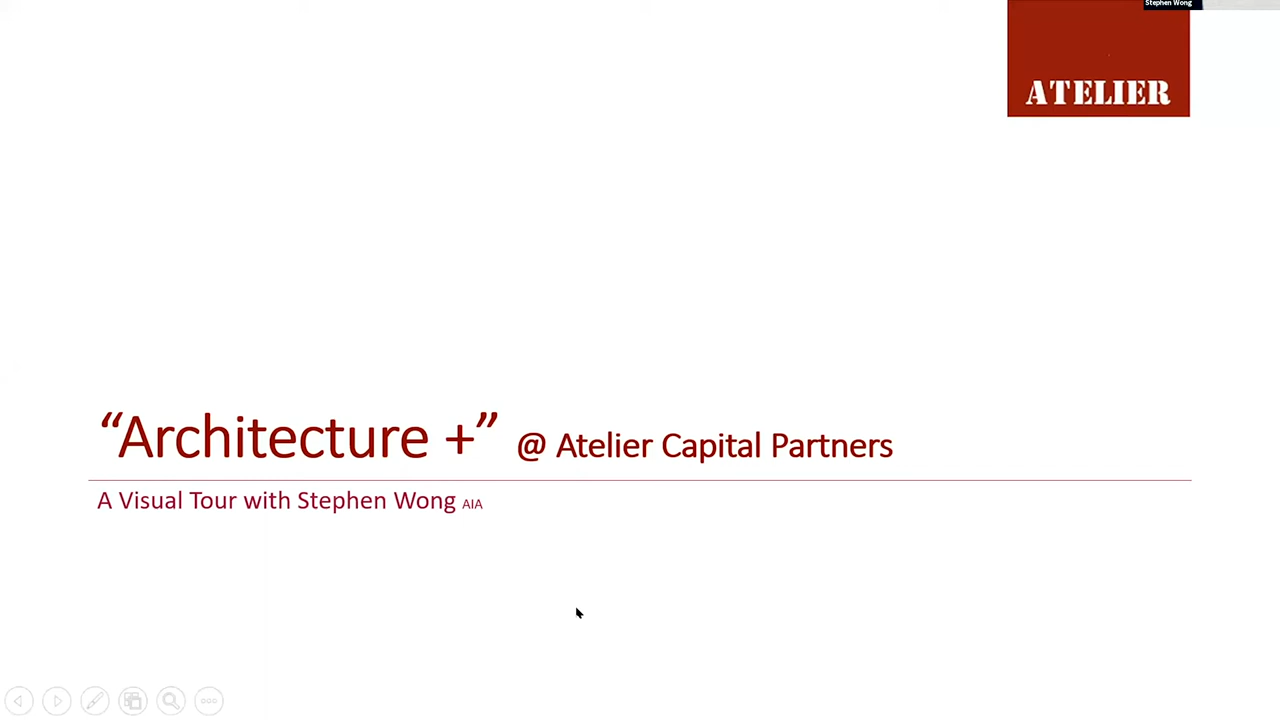 Stephen Wong
ATELIER
“Architecture +” @ Atelier Capital Partners
A Visual Tour with Stephen Wong AIA